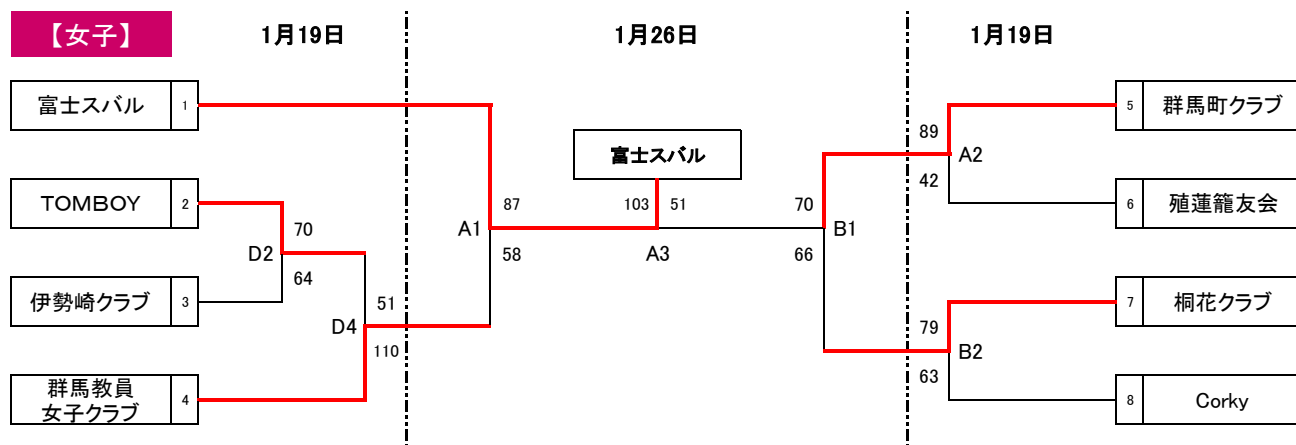 【女子】
1月19日
1月26日
1月19日
富士スバル
1
TOMBOY
2
伊勢崎クラブ
3
群馬教員
女子クラブ
4
D2
70
64
D4
51
110
A1
87
58
富士スバル
103
51
A3
70
B1
66
89
A2
42
79
B2
63
5
群馬町クラブ
6
殖蓮籠友会
7
桐花クラブ
8
Corky